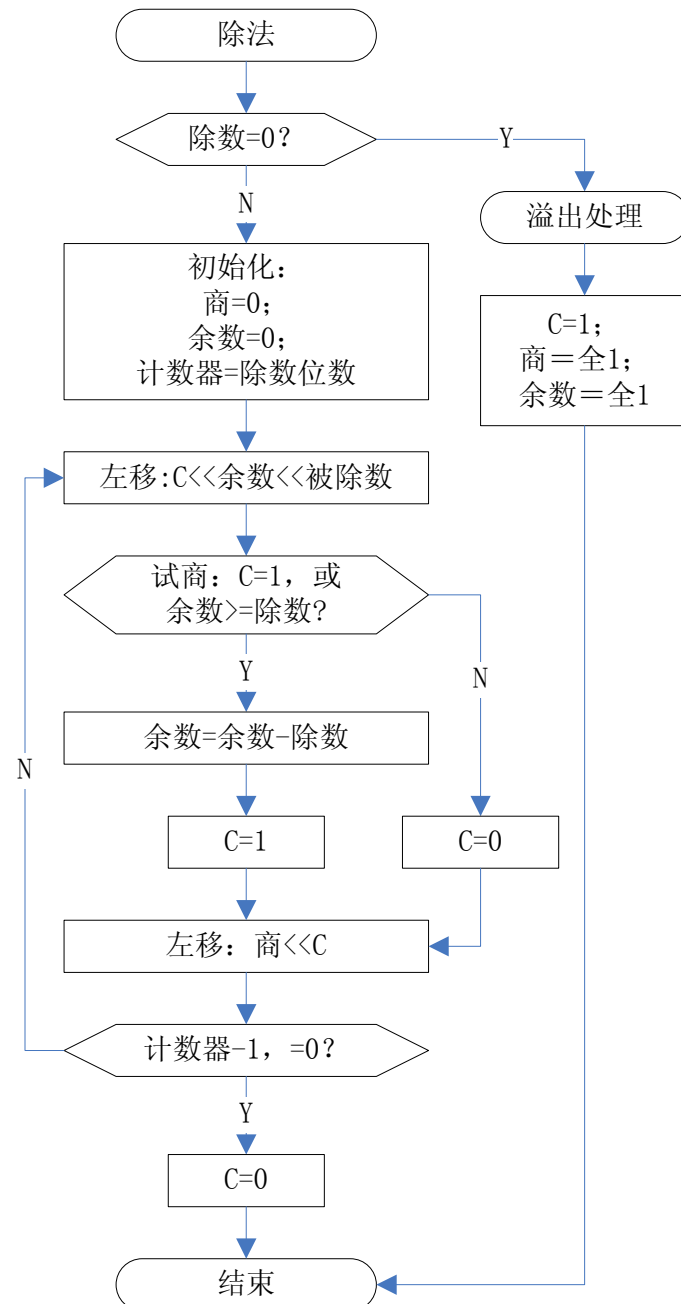 除法
除数=0?
Y
N
溢出处理
初始化:
商=0;
余数=0;
计数器=除数位数
C=1;
商＝全1;
余数＝全1
左移:C<<余数<<被除数
试商: C=1, 或
余数>=除数?
Y
N
余数=余数-除数
N
C=1
C=0
左移: 商<<C
计数器-1, =0?
Y
C=0
结束